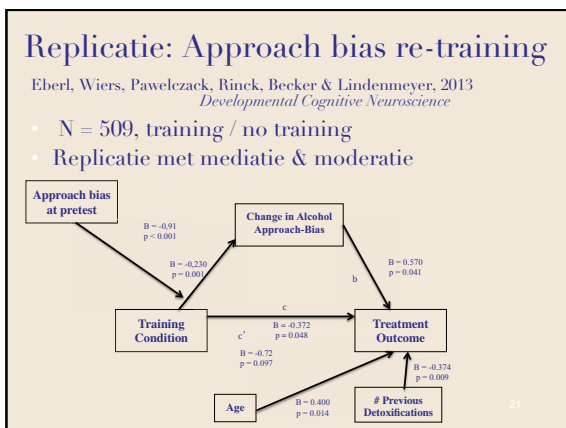 Replicatie: Approach bias re-training
Eberl, Wiers, Pawelczack, Rinck, Becker & Lindenmeyer, 2013
Developmental Cognitive Neuroscience
• N = 509, training / no training
• Replicatie met mediatie & moderatie
Approach bias
at pretest
B = -0,91
p < 0.001
Change in Alcohol
Approach-Bias
B = -0,230
p = 0.001
B = 0.570
p = 0.041
b
c
Training
Condition
B = -0.372
p = 0.048
c'
Treatment
Outcome
B = -0.72
p = 0.097
B = -0.374
p = 0.009
Age
B = 0.400
p = 0.014
# Previous
Detoxifications
21